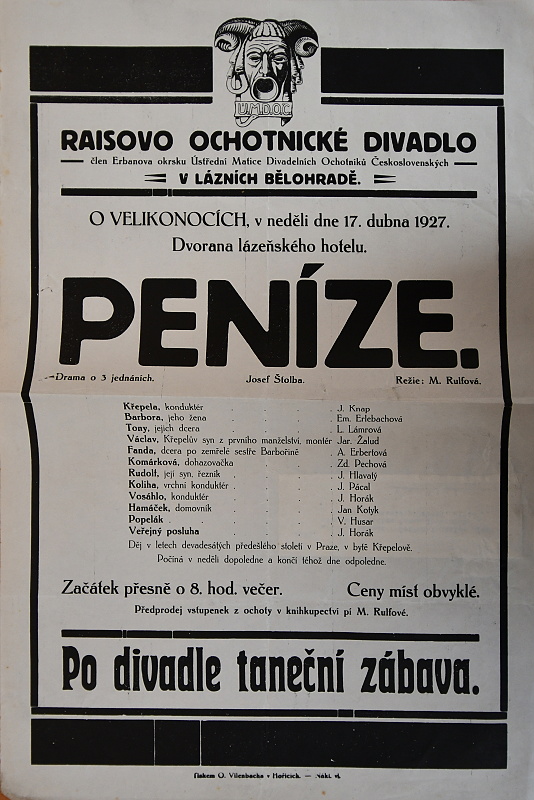 Ú.M.D.O.Č.
RAISOVO OCHOTNICKÉ DIVADLO
člen Erbanova okrsku Ústřední Matice Divadelních Ochotníků Československých
V LÁZNÍCH BĚLOHRADĚ.
O VELIKONOCÍCH, v neděli dne 17. dubna 1927.
Dvorana lázeňského hotelu.
PENÍZE.
Drama o 3 jednáních. Josef Štolba. Režie: M. Rulfová.
Křepela, konduktér . . . . J. Knap
Barbora, jeho žena . . . . Em. Erlebachová
Tony, jejich dcera . . . . L. Lámrová
Václav, Křepelův syn z prvního manželství, montér Jar. Žalud
Fanda, dcera po zemřelé sestře Barbořině . A. Erbertová
Komárková, dohazovačka . . . Zd. Pechová
Rudolf, její syn, řezník . . . J. Hlavatý
Koliha, vrchní konduktér . . . . J. Pácal
Vosáhlo, konduktér . . . . J. Horák
Hamáček, domovník . . . . Jan Kotyk
Popelák . . . . . V. Husar
Veřejný posluha . . . . J. Horák
Děj v letech devadesátých předešlého století v Praze, v bytě Křepelově.
Počíná v neděli dopoledne a končí téhož dne odpoledne.
Začátek přesně o 8. hod. večer. Ceny míst obvyklé.
Předprodej vstupenek z ochoty v knihkupectví pí M. Rulfové.
Po divadle taneční zábava.
Tiskem O. Vilenbacha v Hořicích. — Nákl. vl.